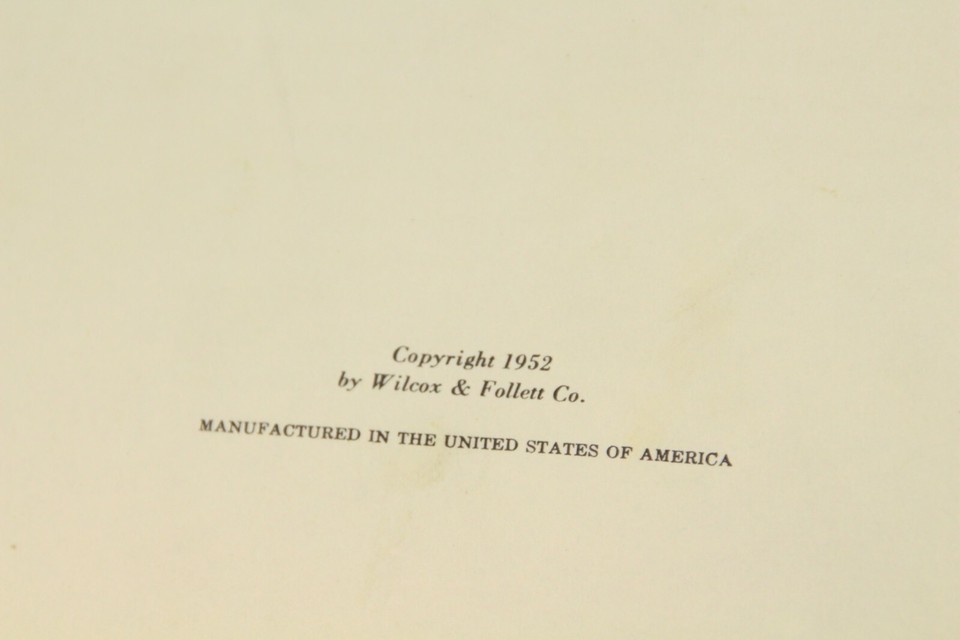 Copyright 1952
by Wilcox & Follett Co.
MANUFACTURED IN THE UNITED STATES OF AMERICA